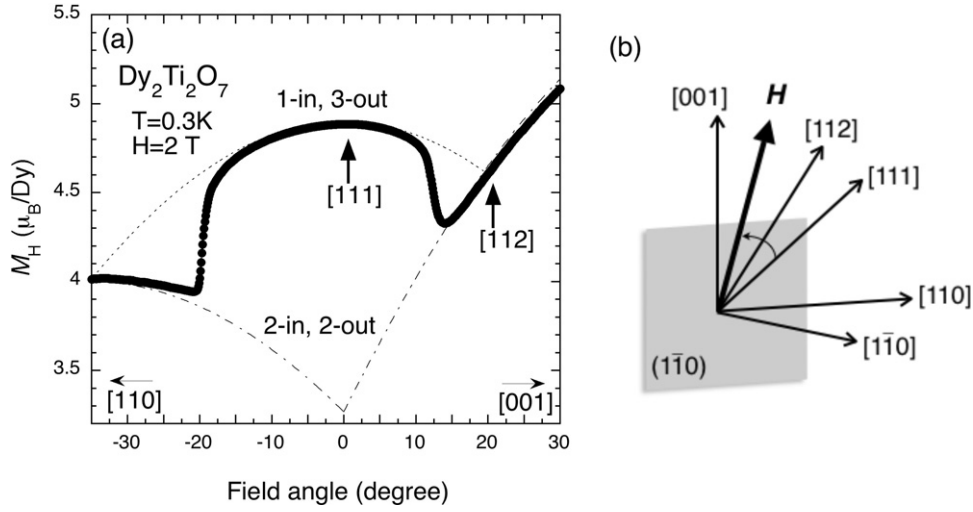 (a)
Dy2Ti2O7
T=0.3K
H=2 T
1-in, 3-out
[111]
[112]
2-in, 2-out
[110]
[001]
5.5
5
4.5
4
3.5
MH (μB/Dy)
-30 -20 -10 0 10 20 30
Field angle (degree)
(b)
[001]
H
[112]
[111]
[110]
[11̄0]
(11̄0)